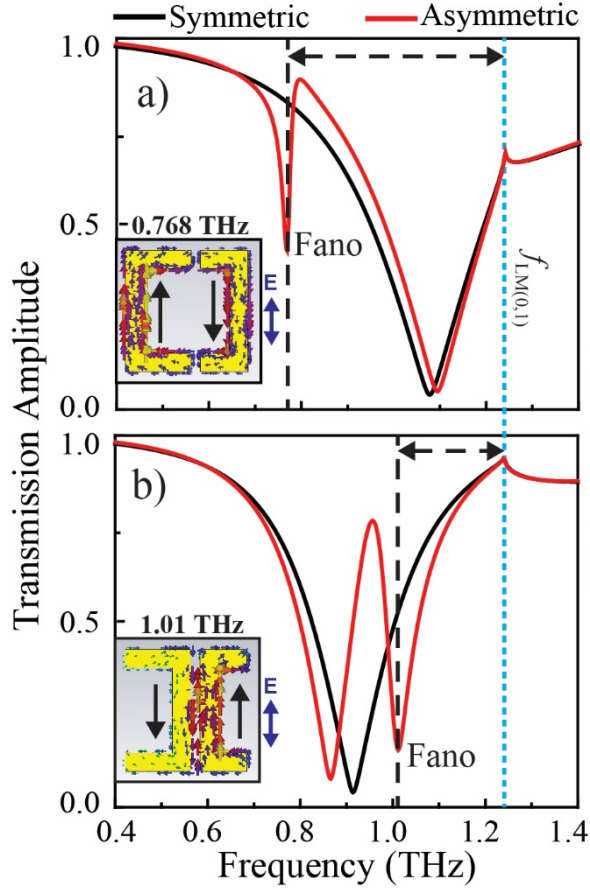 Symmetric Asymmetric
1.0
a)
0.5
0.768 THz
Fano
E
f LM(0,1)
0.0
Transmission Amplitude
1.0
b)
0.5
1.01 THz
E
Fano
0.0
0.4 0.6 0.8 1.0 1.2 1.4
Frequency (THz)